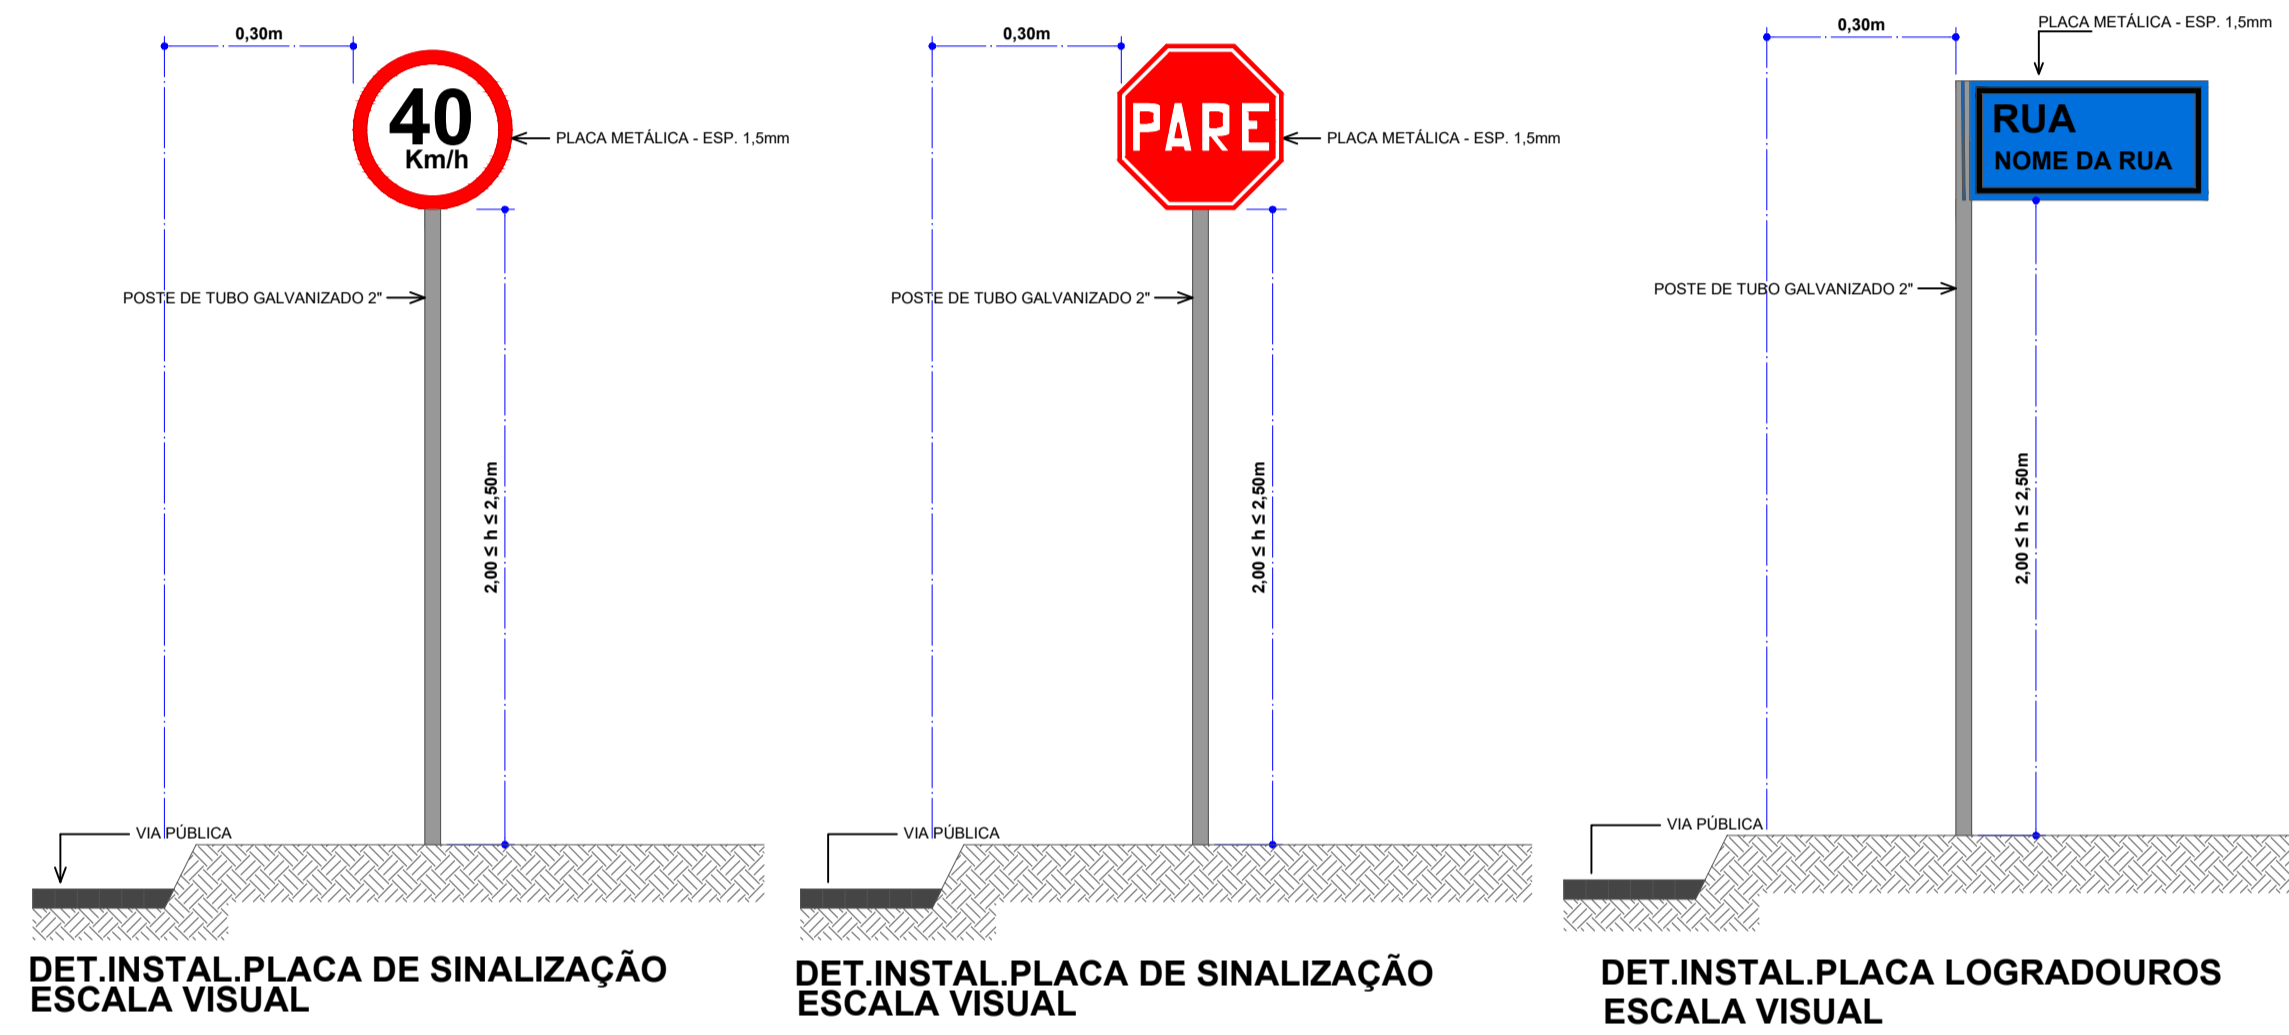 0,30m
40
Km/h
PLACA METÁLICA - ESP. 1,5mm
POSTE DE TUBO GALVANIZADO 2"
2,00 ≤ h ≤ 2,50m
VIA PÚBLICA
DET.INSTAL.PLACA DE SINALIZAÇÃO
ESCALA VISUAL
0,30m
PARE
PLACA METÁLICA - ESP. 1,5mm
POSTE DE TUBO GALVANIZADO 2"
2,00 ≤ h ≤ 2,50m
VIA PÚBLICA
DET.INSTAL.PLACA DE SINALIZAÇÃO
ESCALA VISUAL
0,30m
PLACA METÁLICA - ESP. 1,5mm
RUA
NOME DA RUA
POSTE DE TUBO GALVANIZADO 2"
2,00 ≤ h ≤ 2,50m
VIA PÚBLICA
DET.INSTAL.PLACA LOGRADOUROS
ESCALA VISUAL